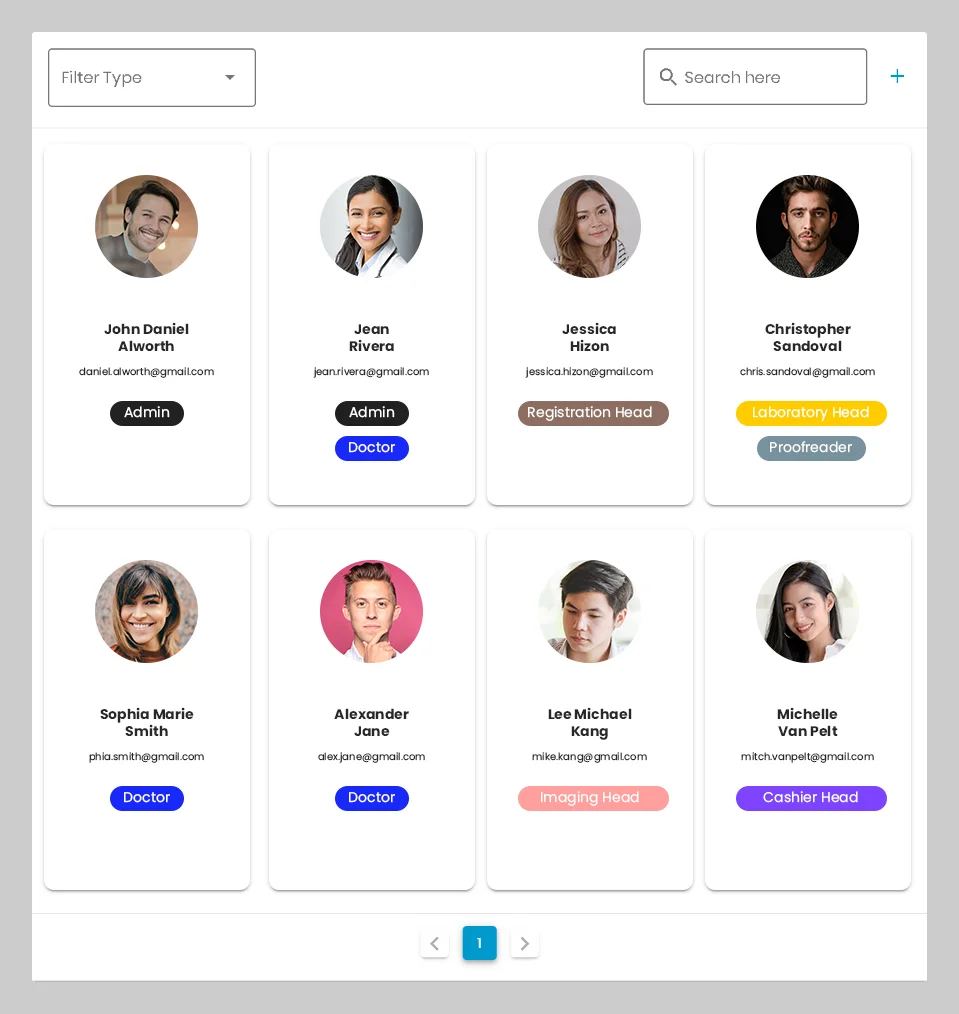 Filter Type
Search here
John Daniel
Alworth
daniel.alworth@gmail.com
Admin
Jean
Rivera
jean.rivera@gmail.com
Admin
Doctor
Jessica
Hizon
jessica.hizon@gmail.com
Registration Head
Christopher
Sandoval
chris.sandoval@gmail.com
Laboratory Head
Proofreader
Sophia Marie
Smith
phia.smith@gmail.com
Doctor
Alexander
Jane
alex.jane@gmail.com
Doctor
Lee Michael
Kang
mike.kang@gmail.com
Imaging Head
Michelle
Van Pelt
mitch.vanpelt@gmail.com
Cashier Head
1